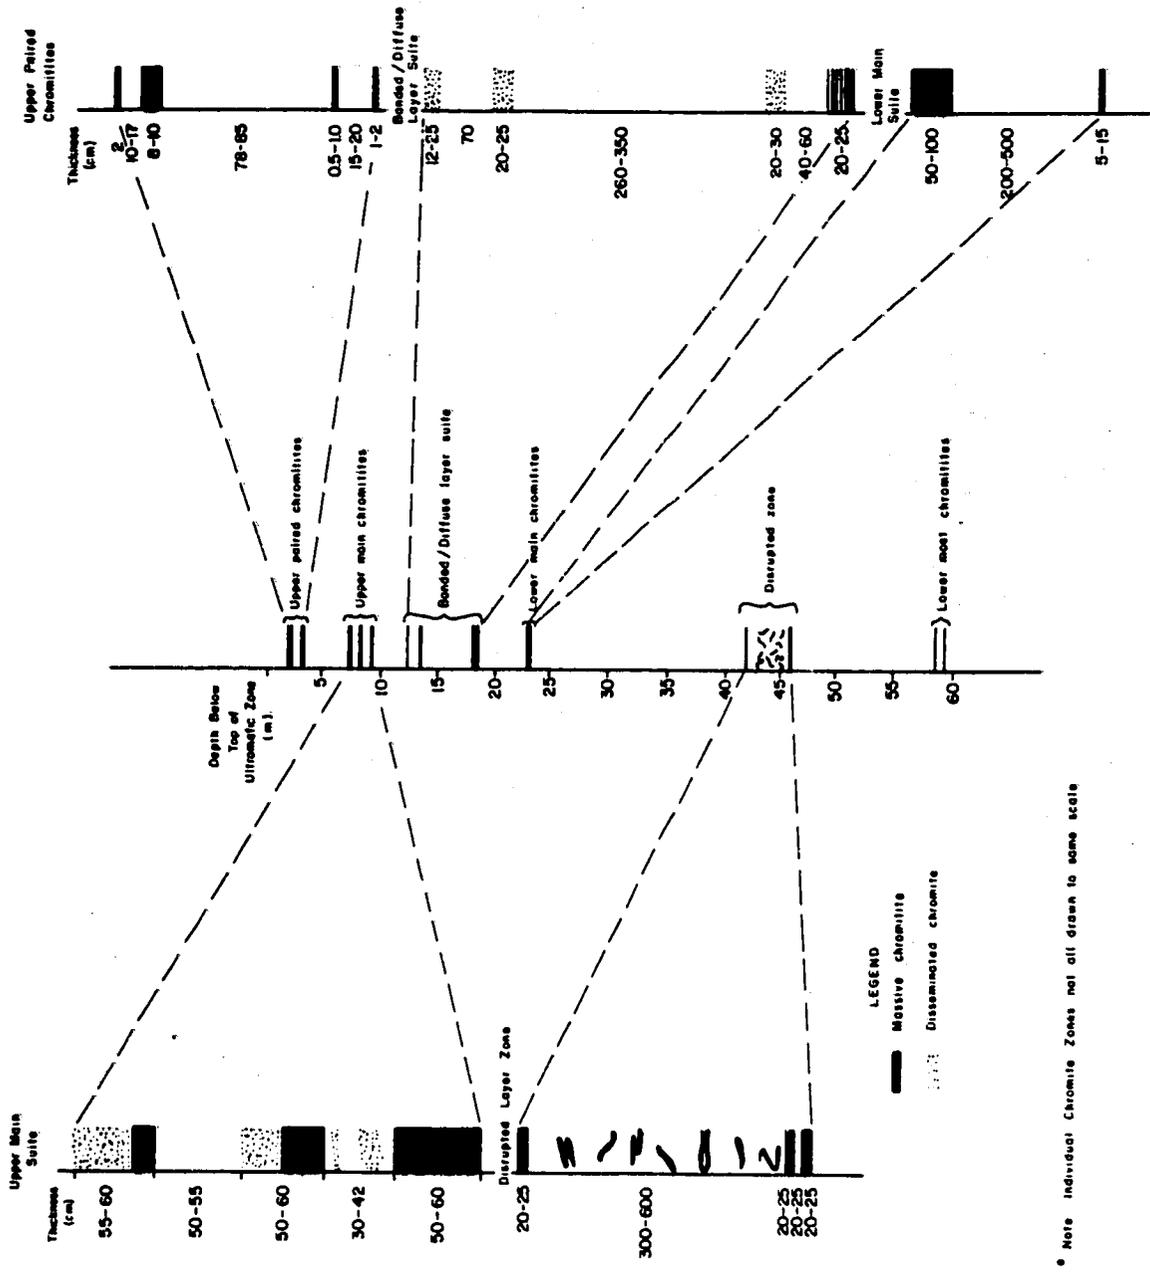 Upper Paired
Chromitites
Thickness
(cm)
2
10-17
8-10
78-85
0.5-1.0
15-20
1-2
Banded/Diffuse
Layer Suite
12-25
70
20-25
260-350
20-30
40-60
20-25
Lower Main
Suite
50-100
200-500
5-15
Upper paired chromitites
Upper main chromitites
Banded/Diffuse layer suite
Lower main chromitites
Disrupted zone
Lower most chromitites
Depth Below
Top of
Ultramafic Zone
(m)
5
10
15
20
25
30
35
40
45
50
55
60
Upper Main
Suite
Thickness
(cm)
55-60
50-55
50-60
30-42
50-60
Disrupted Layer Zone
20-25
300-600
20-25
20-25
20-25
LEGEND
Massive chromitite
Disseminated chromite
* Note Individual Chromite Zones not all drawn to same scale